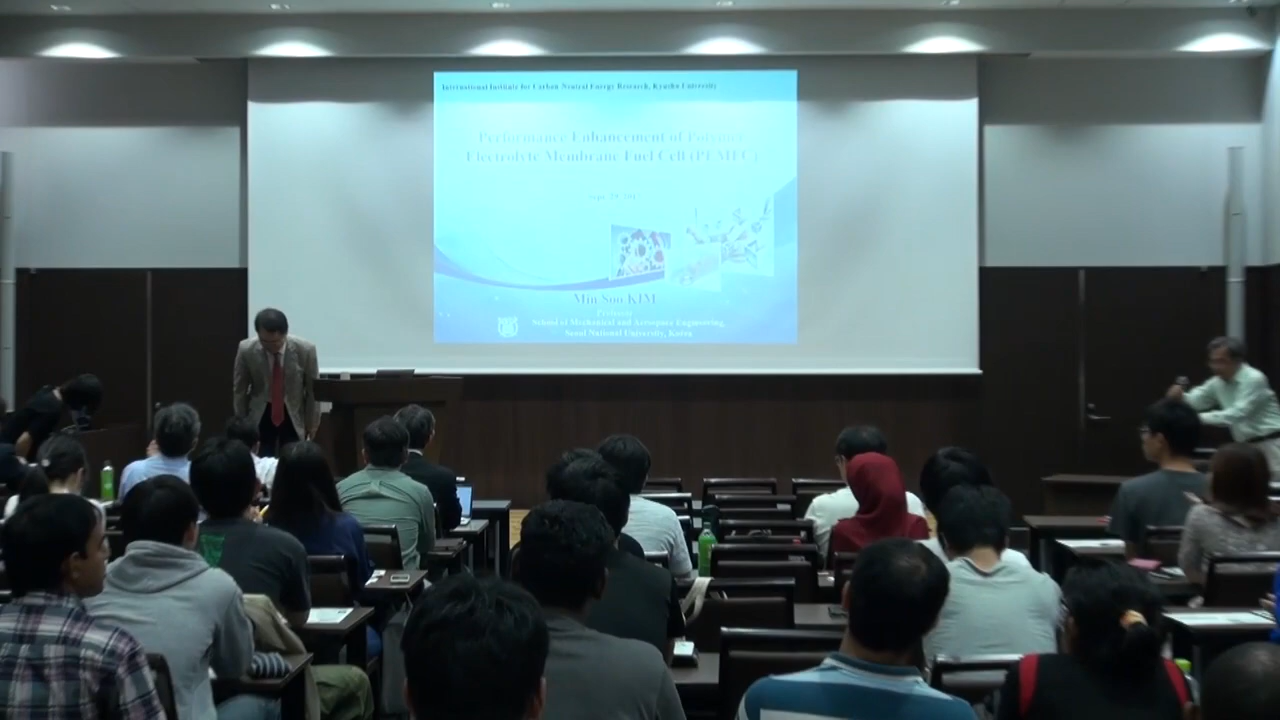 International Institute for Carbon-Neutral Energy Research, Kyushu University
Performance Enhancement of Polymer
Electrolyte Membrane Fuel Cell (PEMFC)
Min Soo KIM
Professor
School of Mechanical and Aerospace Engineering
Seoul National University, Korea